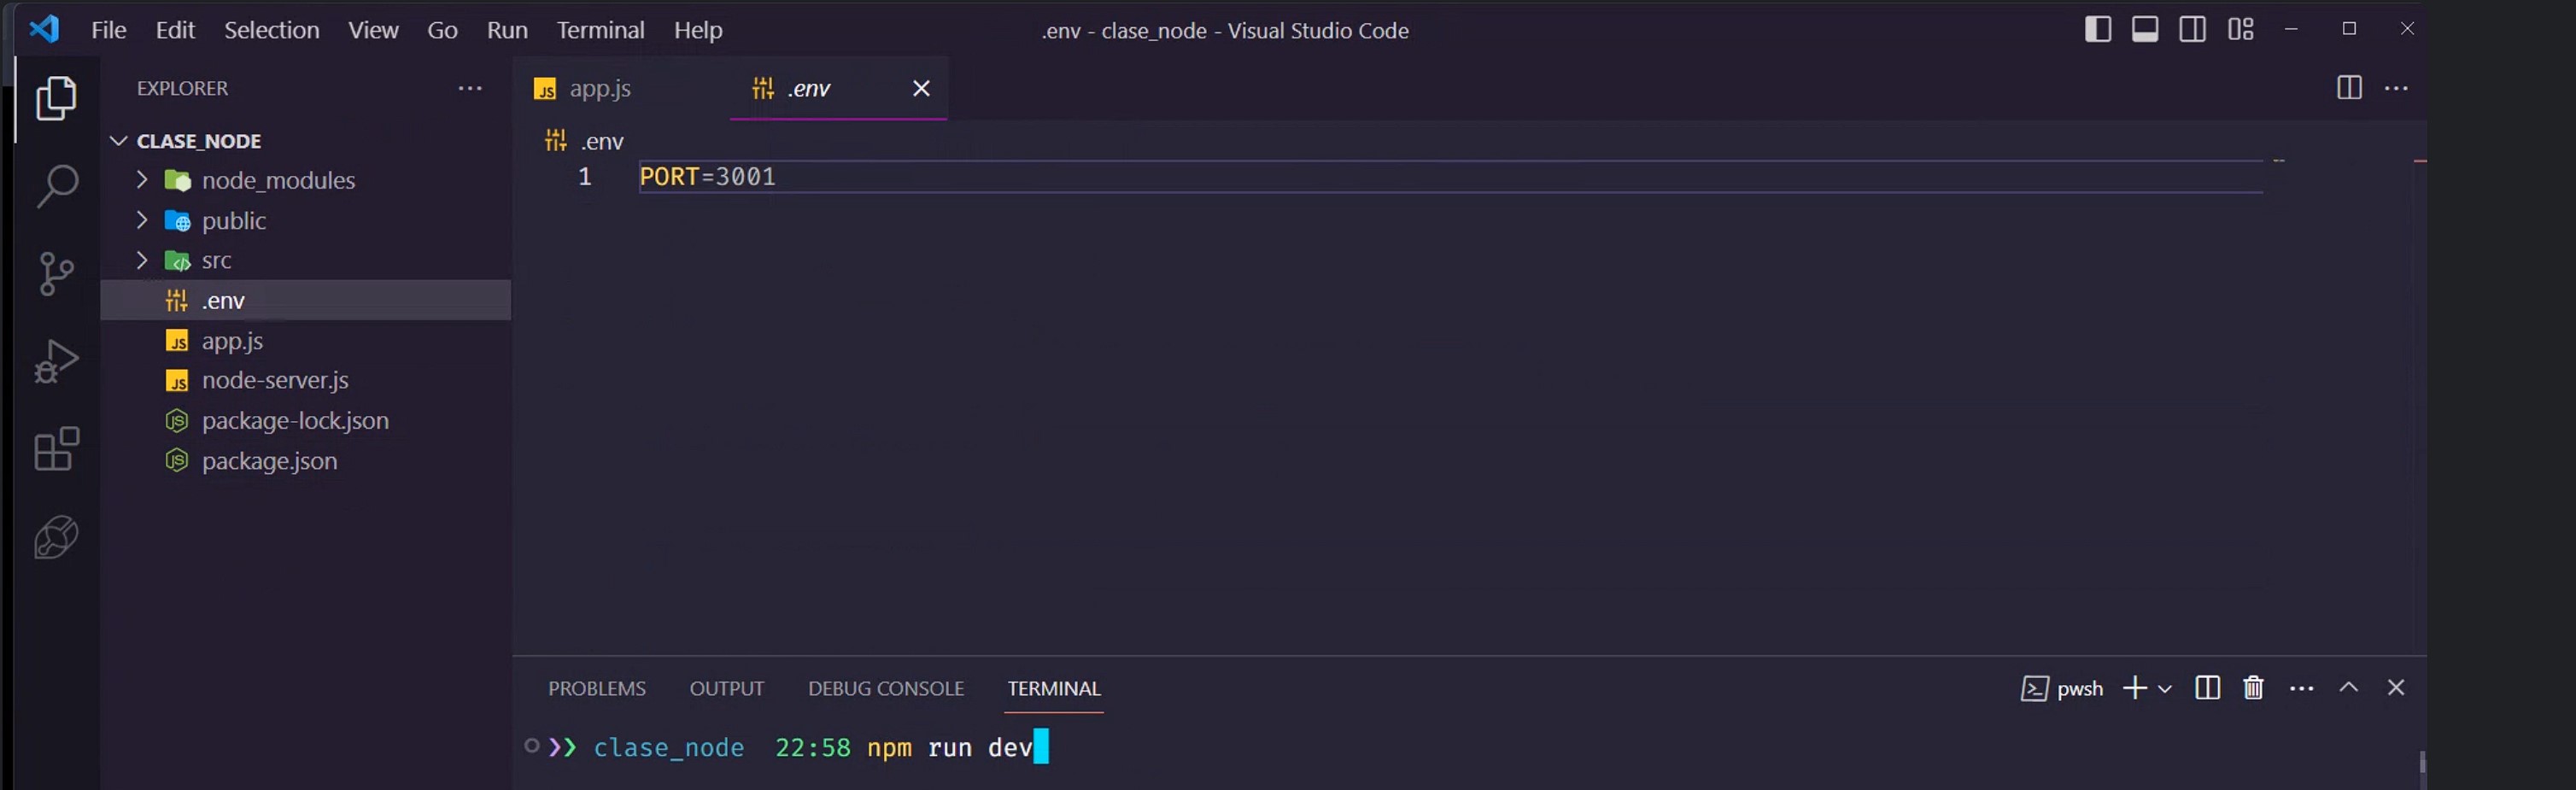 File Edit Selection View Go Run Terminal Help
.env - clase_node - Visual Studio Code
EXPLORER
CLASE_NODE
node_modules
public
src
.env
app.js
node-server.js
package-lock.json
package.json
app.js
.env
.env
1 PORT=3001
PROBLEMS OUTPUT DEBUG CONSOLE TERMINAL
pwsh
clase_node 22:58 npm run dev